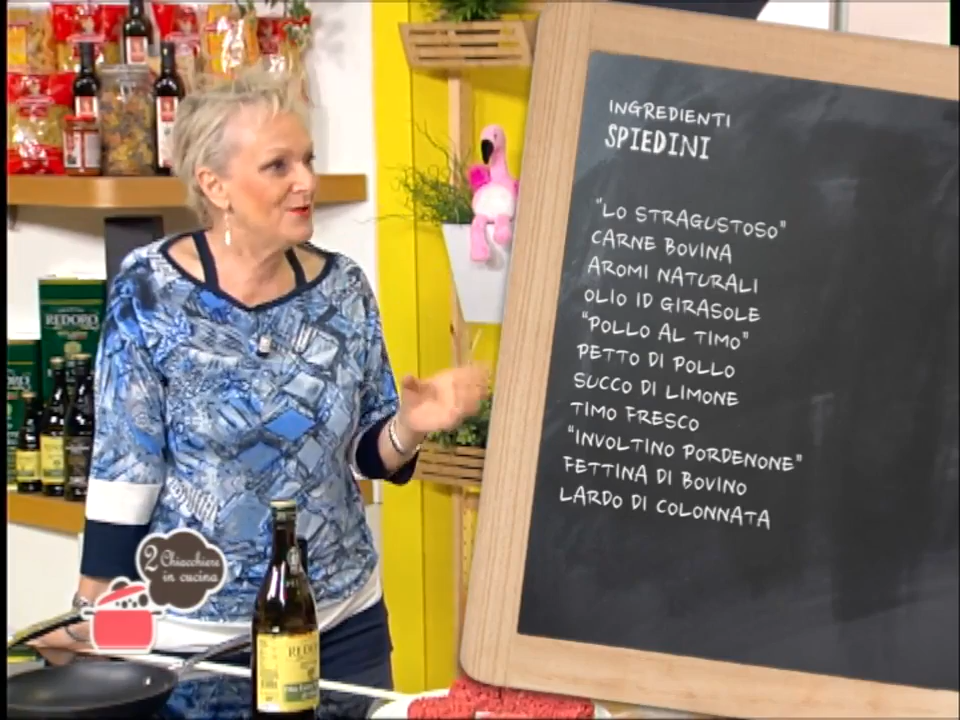 INGREDIENTI
SPIEDINI
"LO STRAGUSTOSO"
CARNE BOVINA
AROMI NATURALI
OLIO ID GIRASOLE
"POLLO AL TIMO"
PETTO DI POLLO
SUCCO DI LIMONE
TIMO FRESCO
"INVOLTINO PORDENONE"
FETTINA DI BOVINO
LARDO DI COLONNATA
REDORO
2 Chiacchiere
in cucina
REDORO